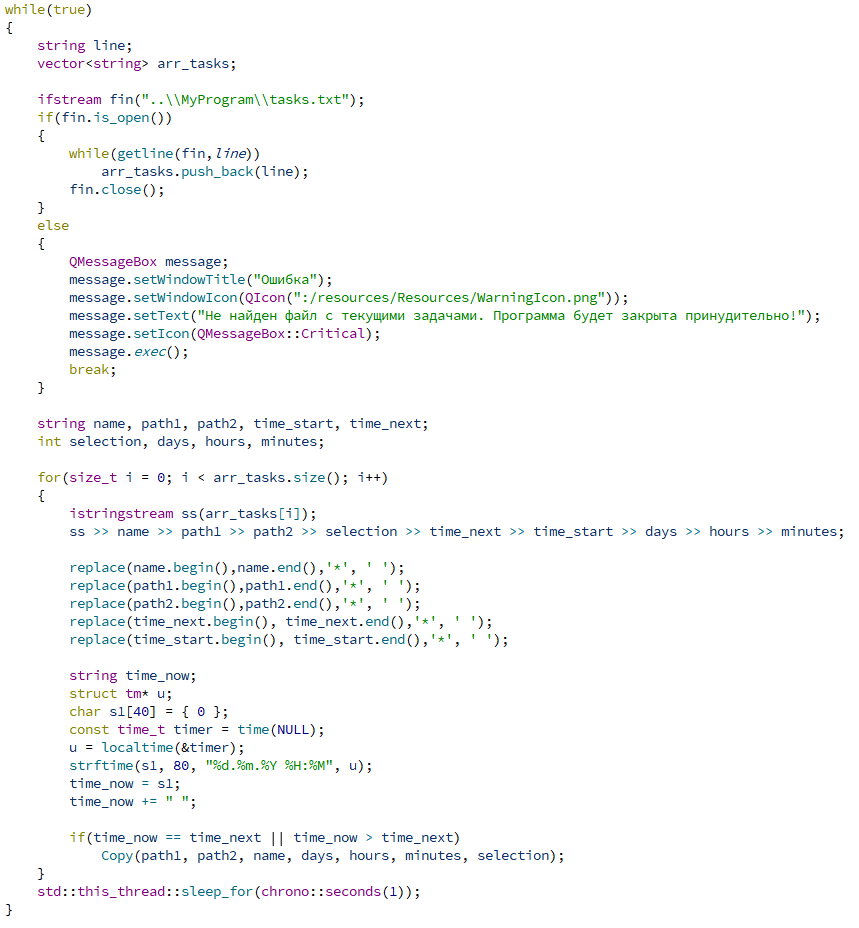 while(true)
{
    string line;
    vector<string> arr_tasks;

    ifstream fin("..\\MyProgram\\tasks.txt");
    if(fin.is_open())
    {
        while(getline(fin,line))
            arr_tasks.push_back(line);
        fin.close();
    }
    else
    {
        QMessageBox message;
        message.setWindowTitle("Ошибка");
        message.setWindowIcon(QIcon(":/resources/Resources/WarningIcon.png"));
        message.setText("Не найден файл с текущими задачами. Программа будет закрыта принудительно!");
        message.setIcon(QMessageBox::Critical);
        message.exec();
        break;
    }

    string name, path1, path2, time_start, time_next;
    int selection, days, hours, minutes;

    for(size_t i = 0; i < arr_tasks.size(); i++)
    {
        istringstream ss(arr_tasks[i]);
        ss >> name >> path1 >> path2 >> selection >> time_next >> time_start >> days >> hours >> minutes;

        replace(name.begin(),name.end(),'*', ' ');
        replace(path1.begin(),path1.end(),'*', ' ');
        replace(path2.begin(),path2.end(),'*', ' ');
        replace(time_next.begin(), time_next.end(),'*', ' ');
        replace(time_start.begin(), time_start.end(),'*', ' ');

        string time_now;
        struct tm* u;
        char s1[40] = { 0 };
        const time_t timer = time(NULL);
        u = localtime(&timer);
        strftime(s1, 80, "%d.%m.%Y %H:%M", u);
        time_now = s1;
        time_now += " ";

        if(time_now == time_next || time_now > time_next)
            Copy(path1, path2, name, days, hours, minutes, selection);
    }
    std::this_thread::sleep_for(chrono::seconds(1));
}